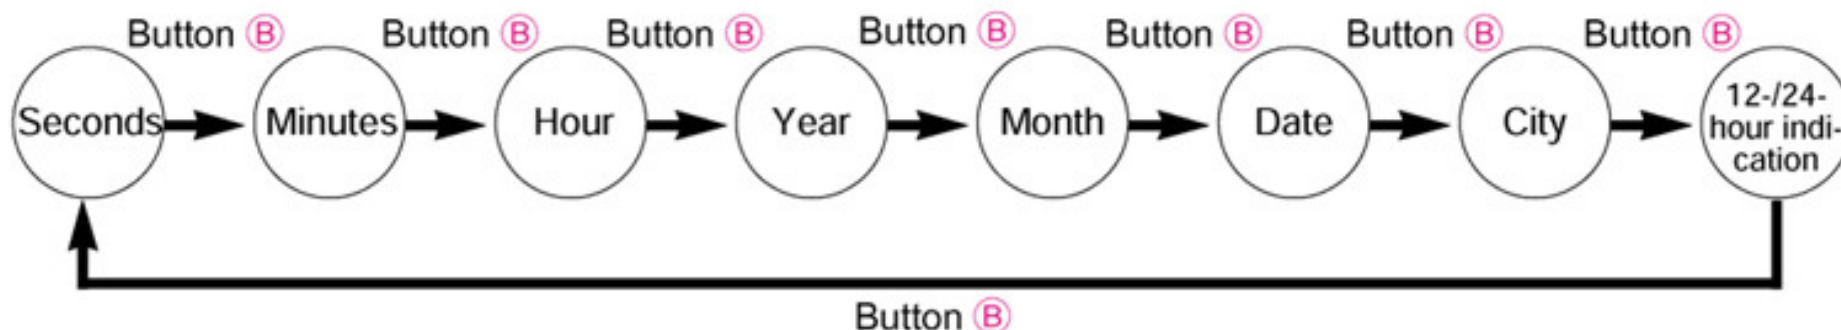 Button Ⓑ Button Ⓑ Button Ⓑ Button Ⓑ Button Ⓑ Button Ⓑ Button Ⓑ
Seconds Minutes Hour Year Month Date City
12-/24-
hour indi-
cation
Button Ⓑ